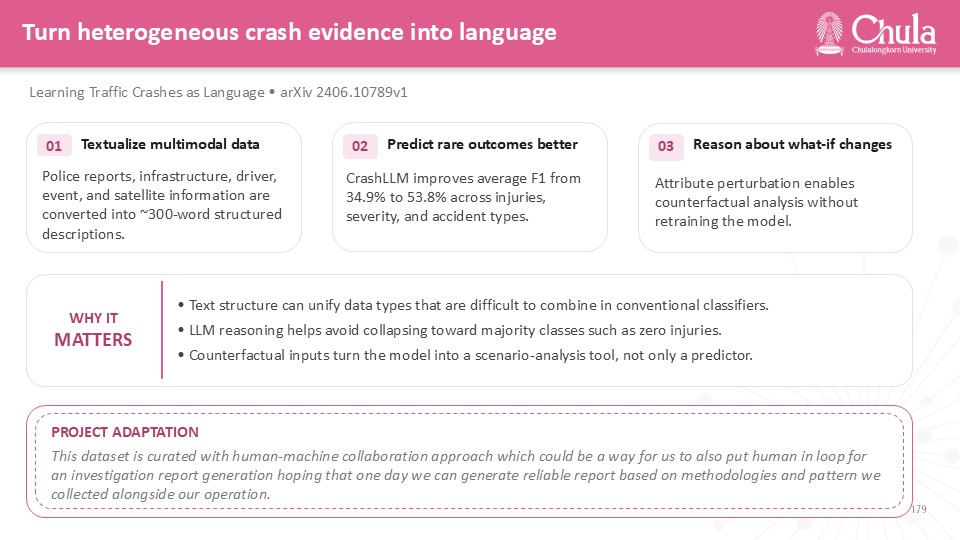 Turn heterogeneous crash evidence into language
Chula
Chulalongkorn University
Learning Traffic Crashes as Language • arXiv 2406.10789v1
01 Textualize multimodal data
Police reports, infrastructure, driver,
event, and satellite information are
converted into ~300-word structured
descriptions.
02 Predict rare outcomes better
CrashLLM improves average F1 from
34.9% to 53.8% across injuries,
severity, and accident types.
03 Reason about what-if changes
Attribute perturbation enables
counterfactual analysis without
retraining the model.
WHY IT
MATTERS
• Text structure can unify data types that are difficult to combine in conventional classifiers.
• LLM reasoning helps avoid collapsing toward majority classes such as zero injuries.
• Counterfactual inputs turn the model into a scenario-analysis tool, not only a predictor.
PROJECT ADAPTATION
This dataset is curated with human-machine collaboration approach which could be a way for us to also put human in loop for
an investigation report generation hoping that one day we can generate reliable report based on methodologies and pattern we
collected alongside our operation.
179